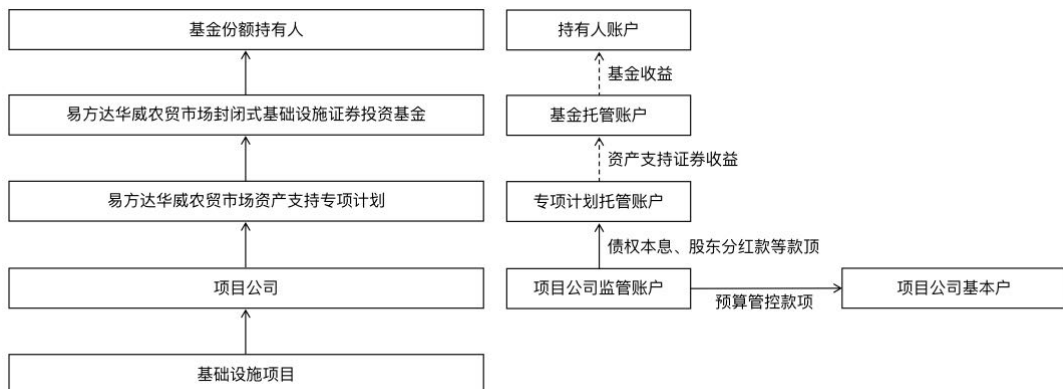 基金份额持有人
持有人账户
基金收益
易方达华威农贸市场封闭式基础设施证券投资基金
基金托管账户
资产支持证券收益
易方达华威农贸市场资产支持专项计划
专项计划托管账户
债权本息、股东分红款等款顶
项目公司
项目公司监管账户
预算管控款项
项目公司基本户
基础设施项目